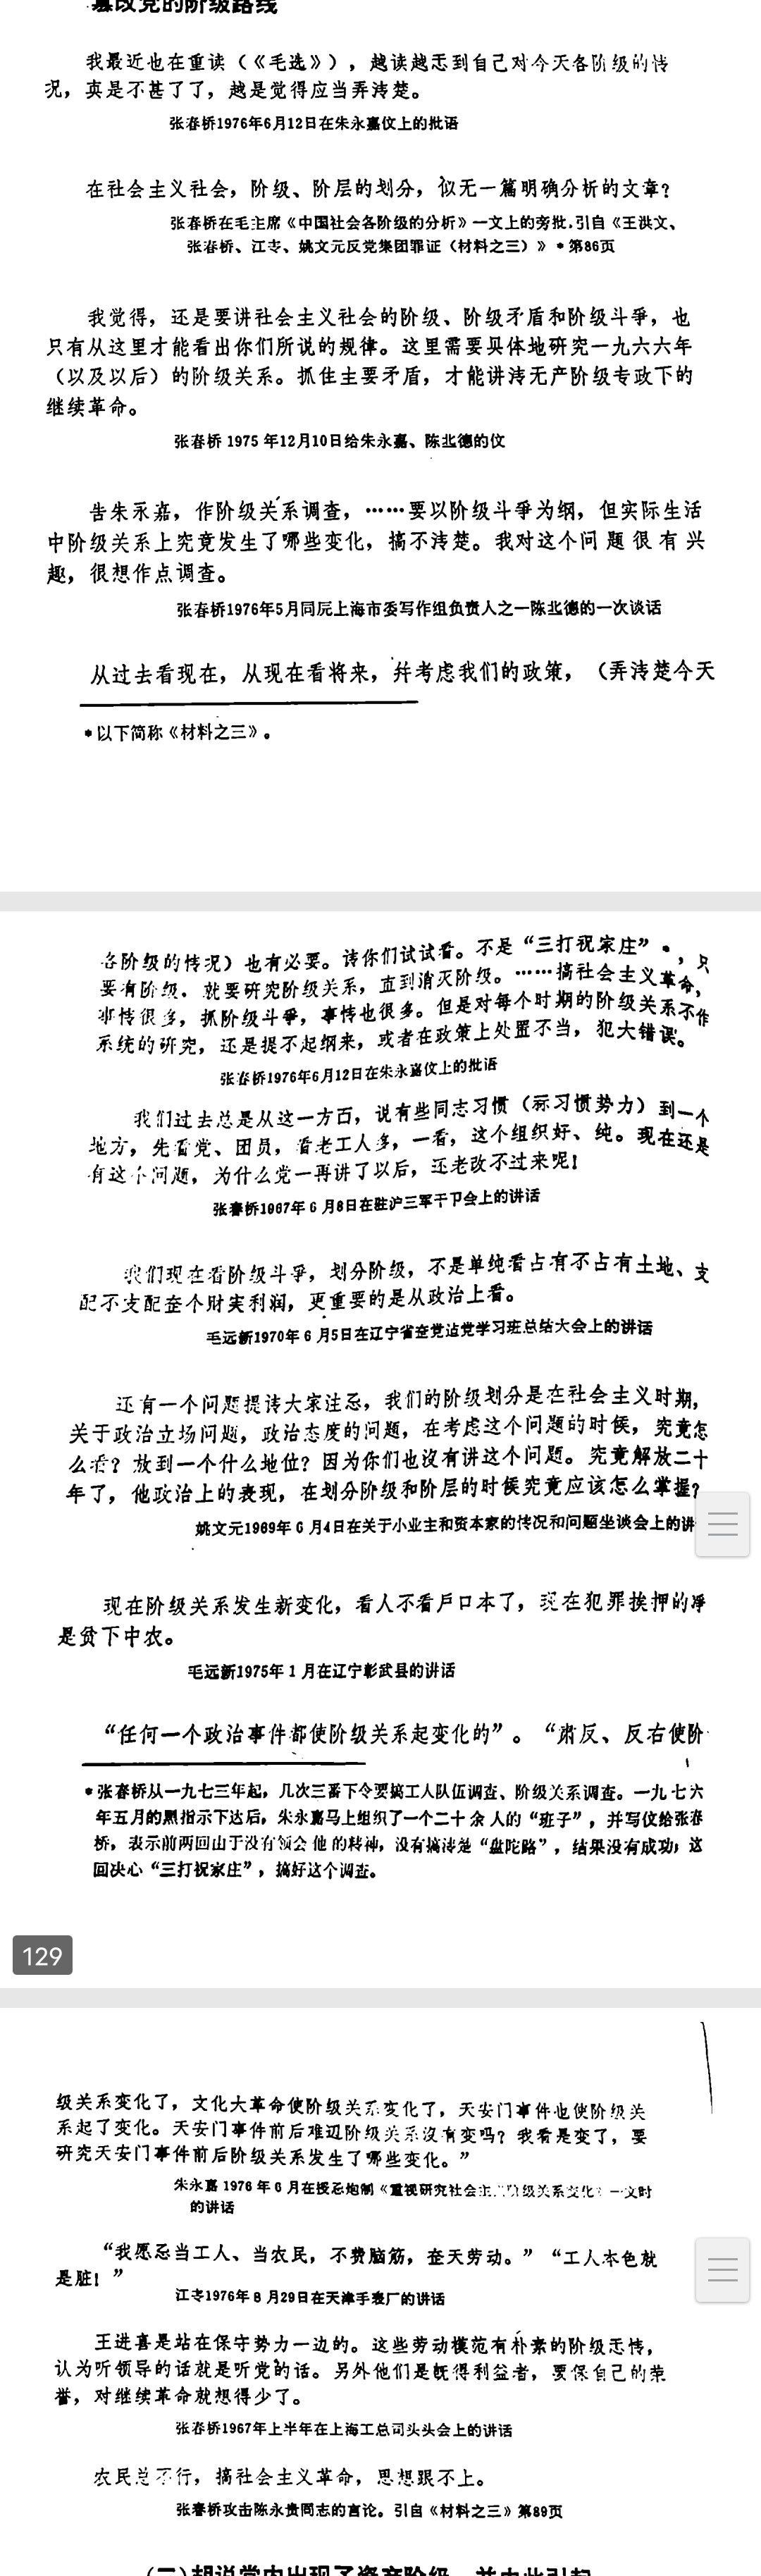 篡改党的阶级路线
我最近也在重读（《毛选》），越读越感到自己对今天各阶级的情
况，真是不甚了了，越是觉得应当弄清楚。
张春桥1976年6月12日在朱永嘉信上的批语
在社会主义社会，阶级、阶层的划分，似无一篇明确分析的文章？
张春桥在毛主席《中国社会各阶级的分析》一文上的旁批.引自《王洪文、
张春桥、江青、姚文元反党集团罪证（材料之三）》*第86页
我觉得，还是要讲社会主义社会的阶级、阶级矛盾和阶级斗争，也
只有从这里才能看出你们所说的规律。这里需要具体地研究一九六六年
（以及以后）的阶级关系。抓住主要矛盾，才能讲清无产阶级专政下的
继续革命。
张春桥 1975 年12月10日给朱永嘉、陈冀德的信
告朱永嘉，作阶级关系调查，……要以阶级斗争为纲，但实际生活
中阶级关系上究竟发生了哪些变化，搞不清楚。我对这个问题很有兴
趣，很想作点调查。
张春桥1976年5月同原上海市委写作组负责人之一陈冀德的一次谈话
从过去看现在，从现在看将来，并考虑我们的政策，（弄清楚今天
*以下简称《材料之三》。
各阶级的情况）也有必要。请你们试试看。不是“三打祝家庄”*，只
要有阶级，就要研究阶级关系，直到消灭阶级。……搞社会主义革命，
事情很多，抓阶级斗争，事情也很多。但是对每个时期的阶级关系不作
系统的研究，还是提不起纲来，或者在政策上处置不当，犯大错误。
张春桥1976年6月12日在朱永嘉信上的批语
我们过去总是从这一方面，说有些同志习惯（称习惯势力）到一个
地方，先看党、团员，看老工人多，一看，这个组织好、纯。现在还是
有这个问题，为什么党一再讲了以后，还老改不过来呢！
张春桥1967年6月8日在驻沪三军干部会上的讲话
我们现在看阶级斗争，划分阶级，不是单纯看占有不占有土地、支
配不支配企个财实利润，更重要的是从政治上看。
毛远新1970年6月5日在辽宁省整党建党学习班总结大会上的讲话
还有一个问题提请大家注意，我们的阶级划分是在社会主义时期，
关于政治立场问题，政治态度的问题，在考虑这个问题的时候，究竟怎
么看？放到一个什么地位？因为你们也没有讲这个问题。究竟解放二十
年了，他政治上的表现，在划分阶级和阶层的时候究竟应该怎么掌握？
姚文元1969年6月4日在关于小业主和资本家的情况和问题座谈会上的讲
现在阶级关系发生新变化，看人不看户口本了，现在犯罪挨押的净
是贫下中农。
毛远新1975年1月在辽宁彰武县的讲话
“任何一个政治事件都使阶级关系起变化的”。“肃反、反右使阶
*张春桥从一九七三年起，几次三番下令要搞工人队伍调查、阶级关系调查。一九七六
年五月的黑指示下达后，朱永嘉马上组织了一个二十余人的“班子”，并写信给张春
桥，表示前两回由于没有领会他的精神，没有搞清楚“盘陀路”，结果没有成功；这
回决心“三打祝家庄”，搞好这个调查。
129
级关系变化了，文化大革命使阶级关系变化了，天安门事件也使阶级关
系起了变化。天安门事件前后难道阶级关系没有变吗？我看是变了，要
研究天安门事件前后阶级关系发生了哪些变化。”
朱永嘉1976年6月在授意炮制《重视研究社会主义阶级关系变化》一文时
的讲话
“我愿意当工人、当农民，不费脑筋，整天劳动。”“工人本色就
是脏！”
江青1976年8月29日在天津手表厂的讲话
王进喜是站在保守势力一边的。这些劳动模范有朴素的阶级感情，
认为听领导的话就是听党的话。另外他们是既得利益者，要保自己的荣
誉，对继续革命就想得少了。
张春桥1967年上半年在上海工总司头头会上的讲话
农民总不行，搞社会主义革命，思想跟不上。
张春桥攻击陈永贵同志的言论。引自《材料之三》第89页
（二）胡说党内出现了资产阶级，并由此引起